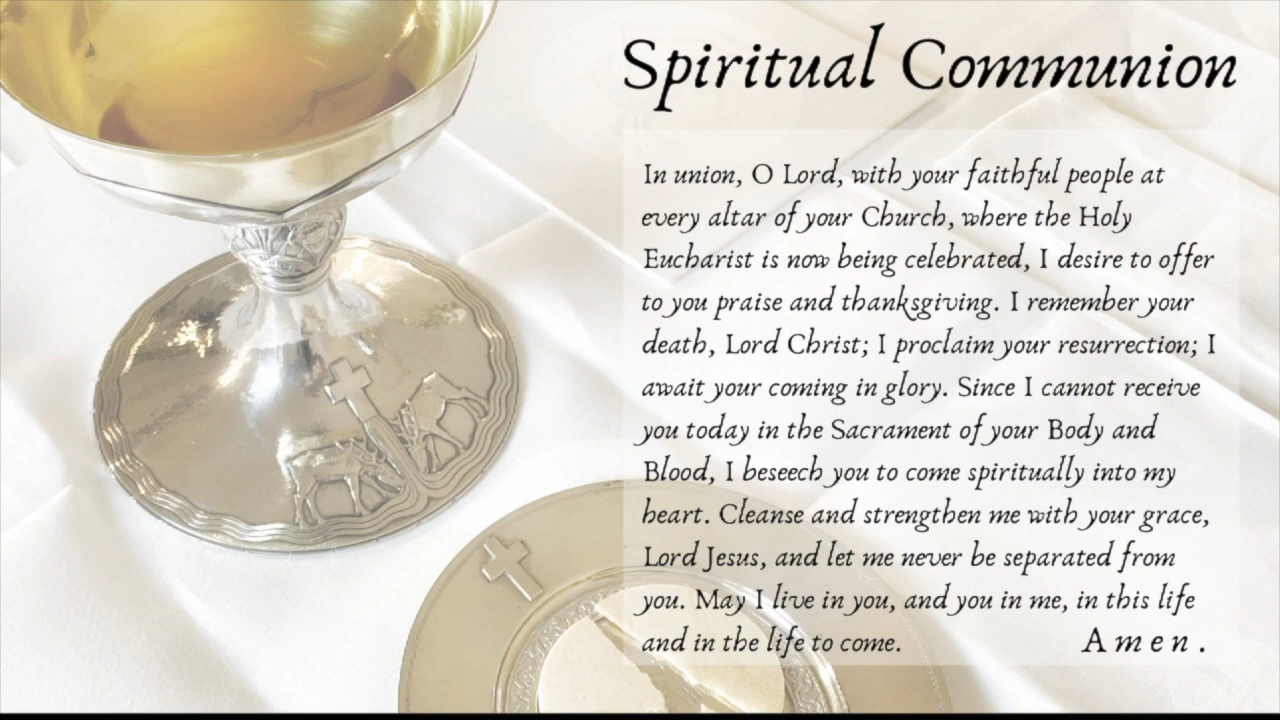 Spiritual Communion
In union, O Lord, with your faithful people at
every altar of your Church, where the Holy
Eucharist is now being celebrated, I desire to offer
to you praise and thanksgiving. I remember your
death, Lord Christ; I proclaim your resurrection; I
await your coming in glory. Since I cannot receive
you today in the Sacrament of your Body and
Blood, I beseech you to come spiritually into my
heart. Cleanse and strengthen me with your grace,
Lord Jesus, and let me never be separated from
you. May I live in you, and you in me, in this life
and in the life to come. Amen.